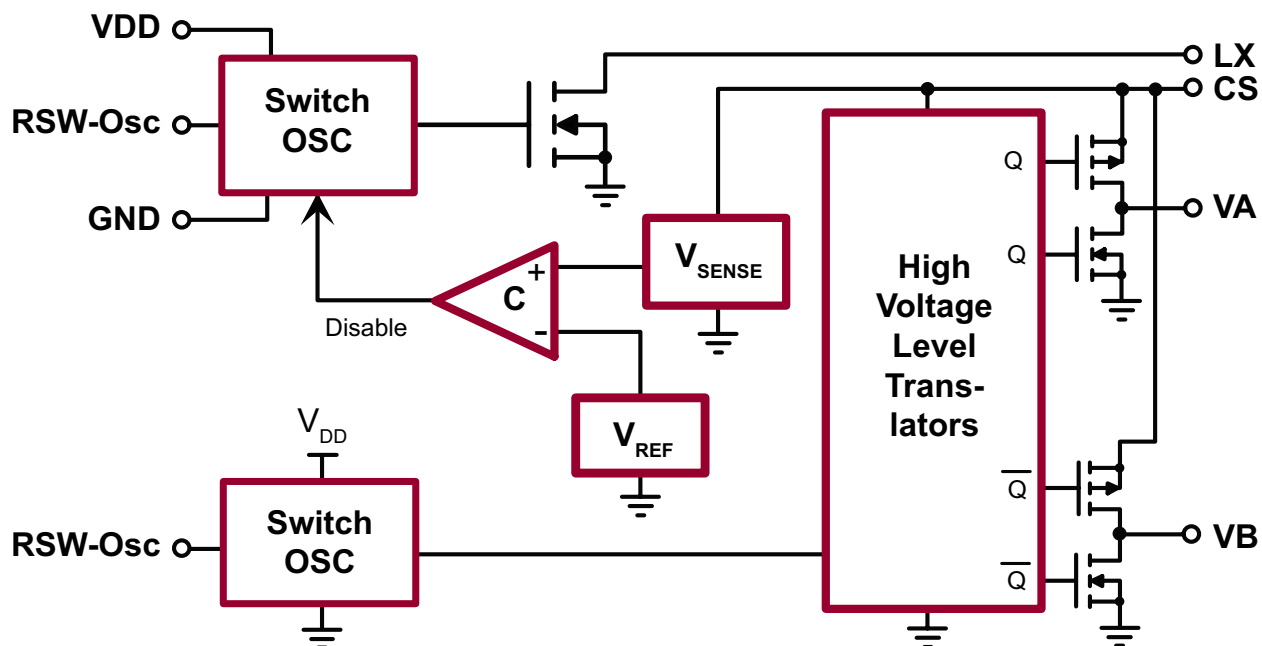 VDD
LX
CS
Switch
OSC
RSW-Osc
GND
Q
VA
VSENSE
Q
High
Voltage
Level
Trans-
lators
+
C
-
Disable
VREF
VDD
Switch
OSC
RSW-Osc
Q̅
VB
Q̅